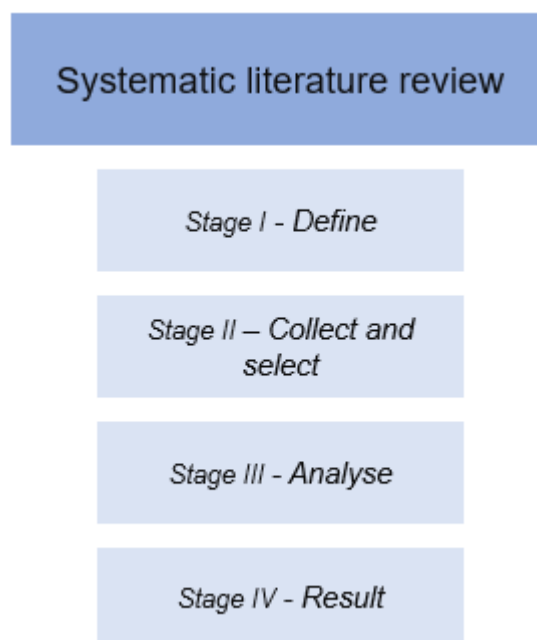 Systematic literature review
Stage I - Define
Stage II – Collect and
select
Stage III - Analyse
Stage IV - Result